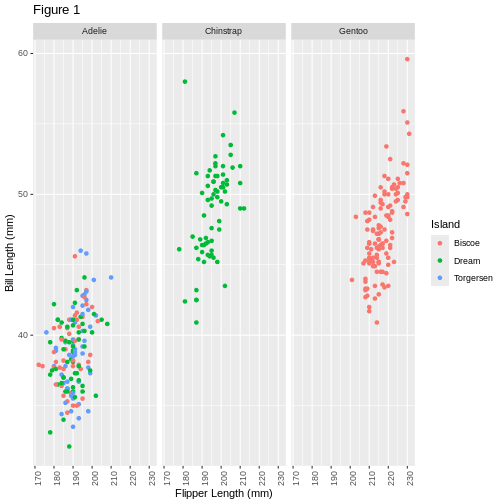 Figure 1
Adelie Chinstrap Gentoo
60
50
40
Bill Length (mm)
170 180 190 200 210 220 230 170 180 190 200 210 220 230 170 180 190 200 210 220 230
Flipper Length (mm)
Island
Biscoe
Dream
Torgersen